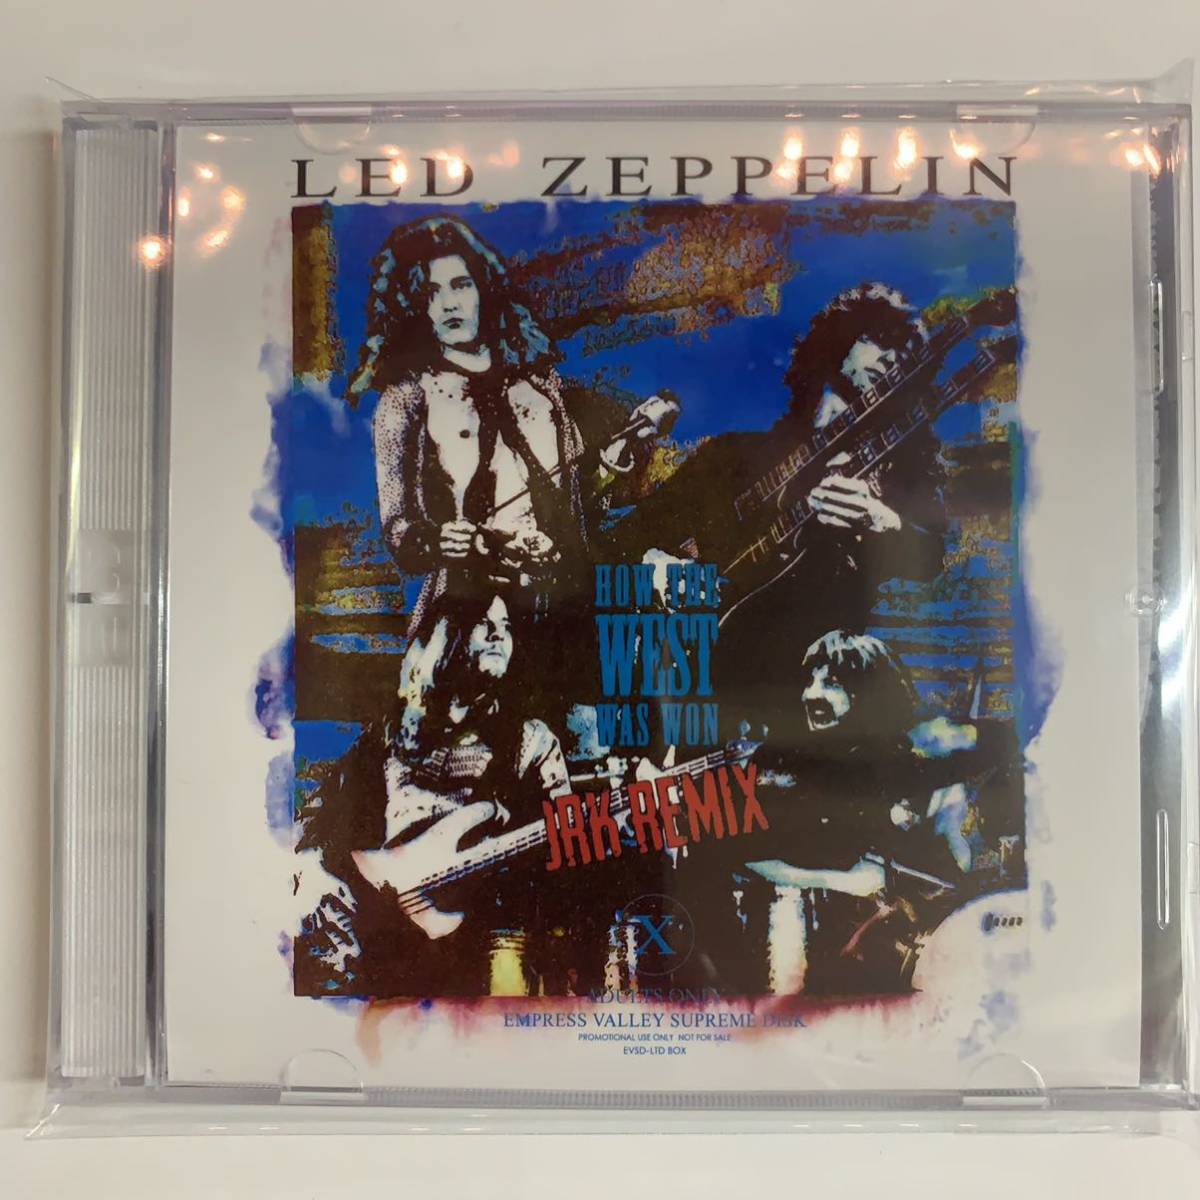 LED ZEPPELIN
HOW THE
WEST
WAS WON
JRK REMIX
X
ADULTS ONLY
EMPRESS VALLEY SUPREME DISK
PROMOTIONAL USE ONLY NOT FOR SALE
EVSD-LTD BOX